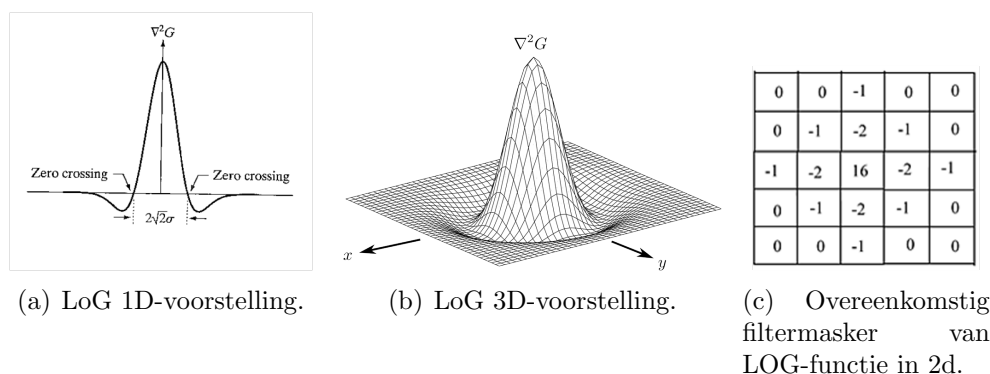 ∇²G
Zero crossing
Zero crossing
2√2σ
(a) LoG 1D-voorstelling.
∇²G
x
y
(b) LoG 3D-voorstelling.
0 0 -1 0 0
0 -1 -2 -1 0
-1 -2 16 -2 -1
0 -1 -2 -1 0
0 0 -1 0 0
(c) Overeenkomstig
filtermasker van
LOG-functie in 2d.